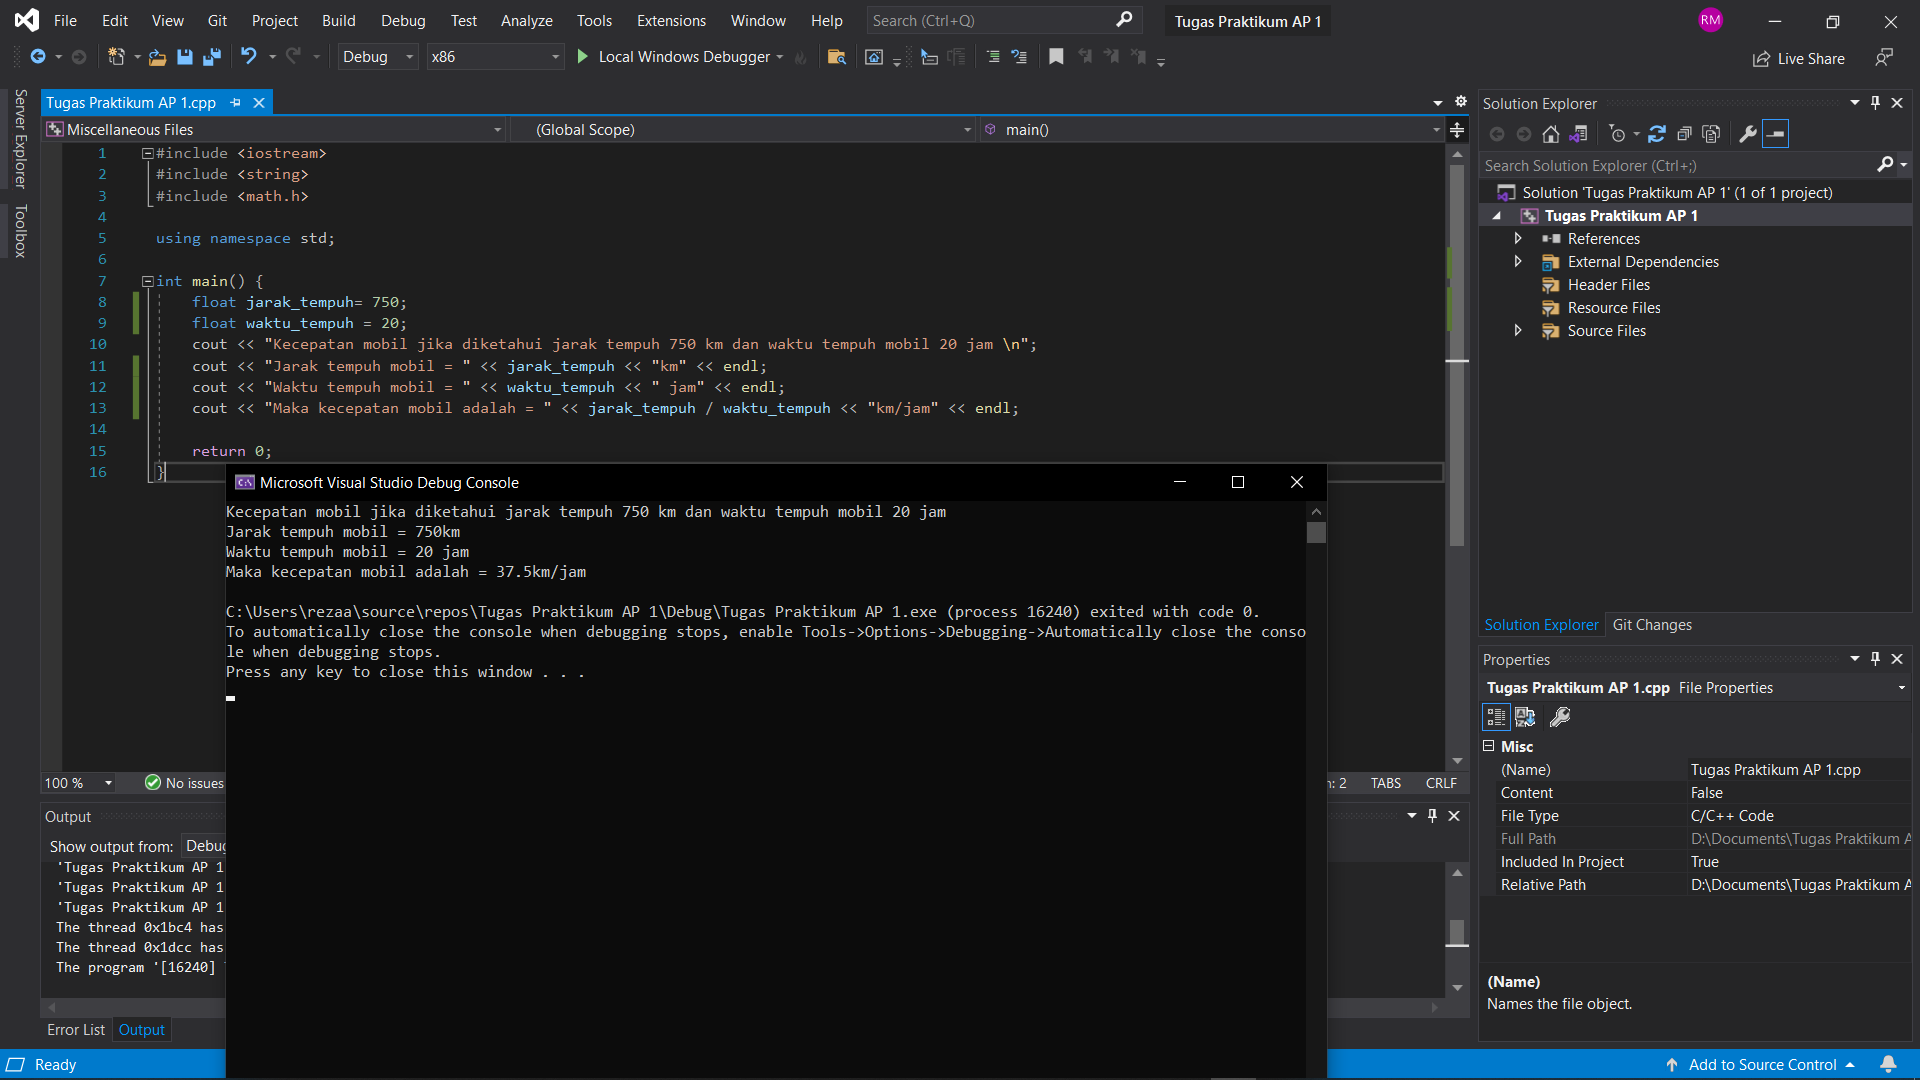 File Edit View Git Project Build Debug Test Analyze Tools Extensions Window Help Search (Ctrl+Q) Tugas Praktikum AP 1 RM
Debug x86 Local Windows Debugger Live Share
Server Explorer
Toolbox
Tugas Praktikum AP 1.cpp
Miscellaneous Files (Global Scope) main()
1 #include <iostream>
2 #include <string>
3 #include <math.h>
4
5 using namespace std;
6
7 int main() {
8 float jarak_tempuh= 750;
9 float waktu_tempuh = 20;
10 cout << "Kecepatan mobil jika diketahui jarak tempuh 750 km dan waktu tempuh mobil 20 jam \n";
11 cout << "Jarak tempuh mobil = " << jarak_tempuh << "km" << endl;
12 cout << "Waktu tempuh mobil = " << waktu_tempuh << " jam" << endl;
13 cout << "Maka kecepatan mobil adalah = " << jarak_tempuh / waktu_tempuh << "km/jam" << endl;
14
15 return 0;
16 }
Microsoft Visual Studio Debug Console
Kecepatan mobil jika diketahui jarak tempuh 750 km dan waktu tempuh mobil 20 jam
Jarak tempuh mobil = 750km
Waktu tempuh mobil = 20 jam
Maka kecepatan mobil adalah = 37.5km/jam
C:\Users\rezaa\source\repos\Tugas Praktikum AP 1\Debug\Tugas Praktikum AP 1.exe (process 16240) exited with code 0.
To automatically close the console when debugging stops, enable Tools->Options->Debugging->Automatically close the conso
le when debugging stops.
Press any key to close this window . . .
100 % No issues : 2 TABS CRLF
Output
Show output from: Debug
'Tugas Praktikum AP 1
'Tugas Praktikum AP 1
'Tugas Praktikum AP 1
The thread 0x1bc4 has
The thread 0x1dcc has
The program '[16240]
Error List Output
Solution Explorer
Search Solution Explorer (Ctrl+;)
Solution 'Tugas Praktikum AP 1' (1 of 1 project)
Tugas Praktikum AP 1
References
External Dependencies
Header Files
Resource Files
Source Files
Solution Explorer Git Changes
Properties
Tugas Praktikum AP 1.cpp File Properties
Misc
(Name) Tugas Praktikum AP 1.cpp
Content False
File Type C/C++ Code
Full Path D:\Documents\Tugas Praktikum A
Included In Project True
Relative Path D:\Documents\Tugas Praktikum A
(Name)
Names the file object.
Ready Add to Source Control